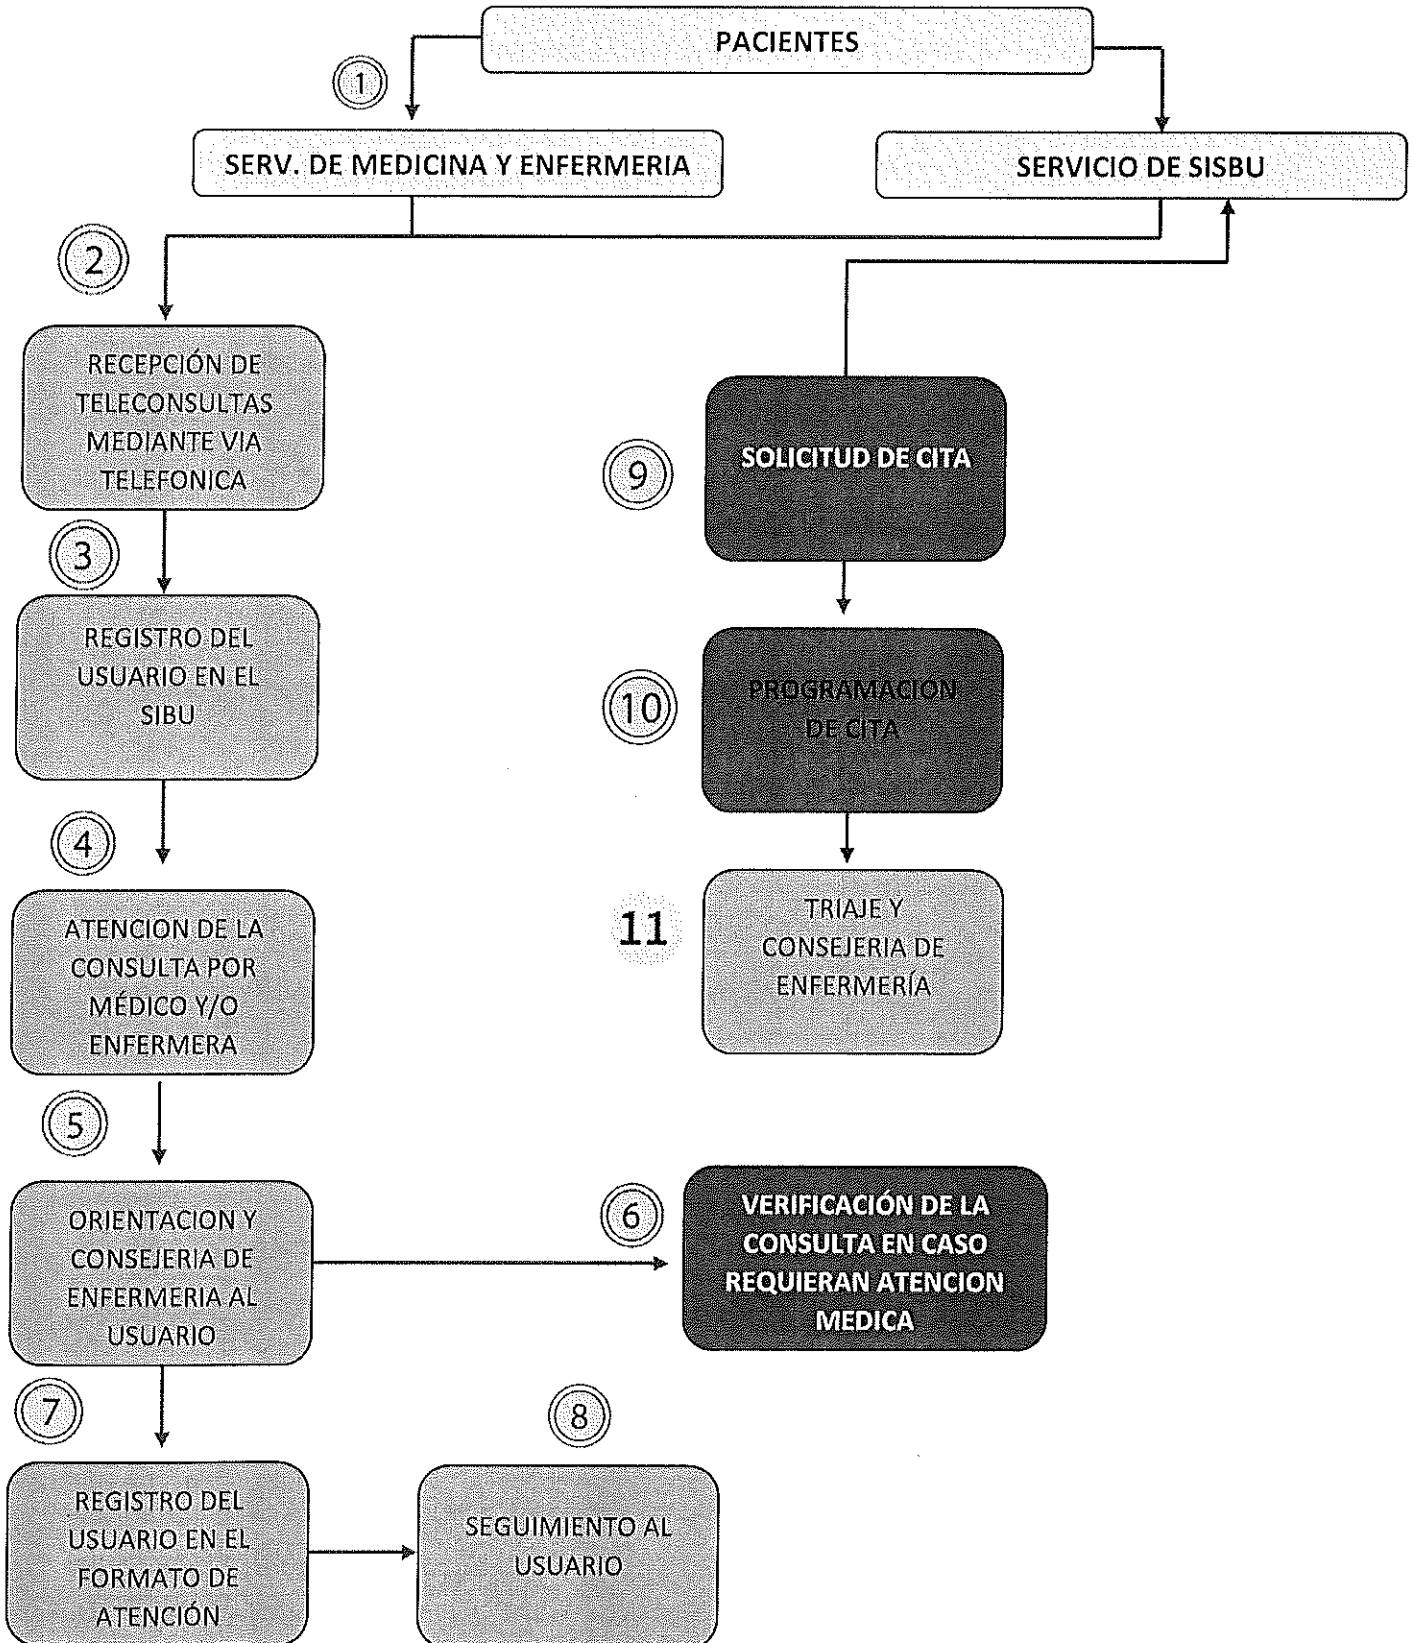 PACIENTES
1
SERV. DE MEDICINA Y ENFERMERIA
SERVICIO DE SISBU
2
RECEPCIÓN DE
TELECONSULTAS
MEDIANTE VIA
TELEFONICA
3
REGISTRO DEL
USUARIO EN EL
SIBU
4
ATENCION DE LA
CONSULTA POR
MÉDICO Y/O
ENFERMERA
5
ORIENTACION Y
CONSEJERIA DE
ENFERMERIA AL
USUARIO
6
VERIFICACIÓN DE LA
CONSULTA EN CASO
REQUIERAN ATENCION
MEDICA
7
REGISTRO DEL
USUARIO EN EL
FORMATO DE
ATENCIÓN
8
SEGUIMIENTO AL
USUARIO
9
SOLICITUD DE CITA
10
PROGRAMACION
DE CITA
11
TRIAJE Y
CONSEJERIA DE
ENFERMERÍA